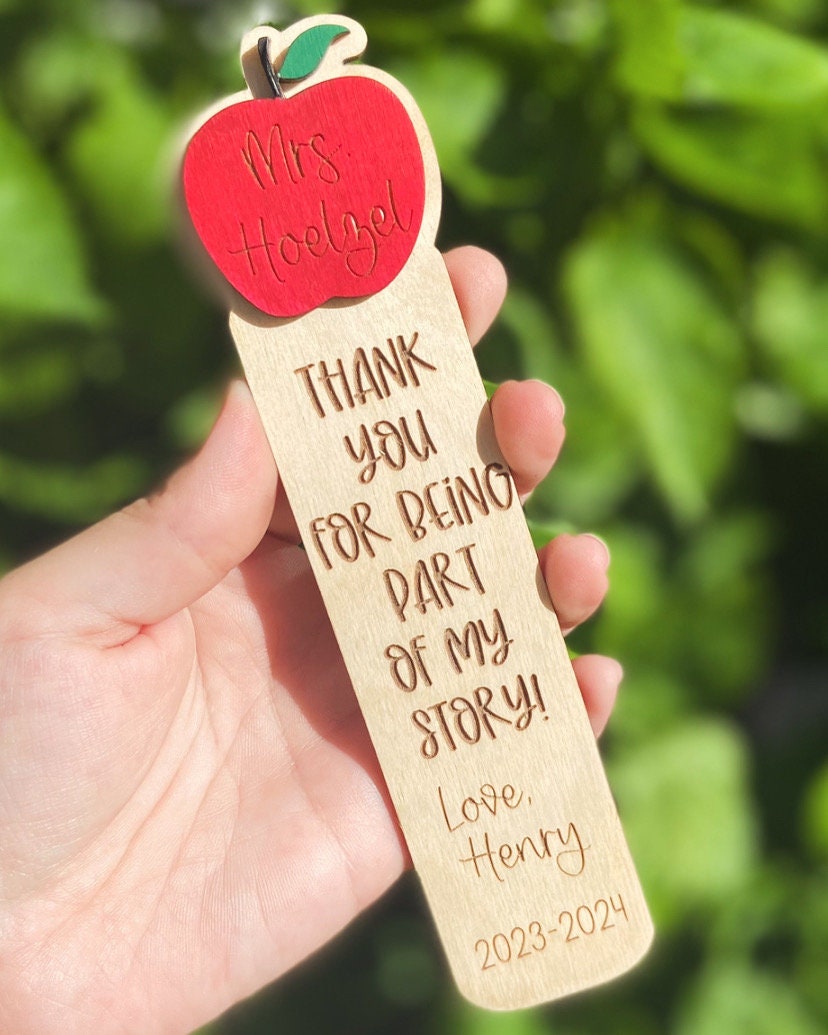 Mrs.
Hoelzel
THANK
YOU
FOR BEING
PART
OF MY
STORY!
Love,
Henry
2023-2024